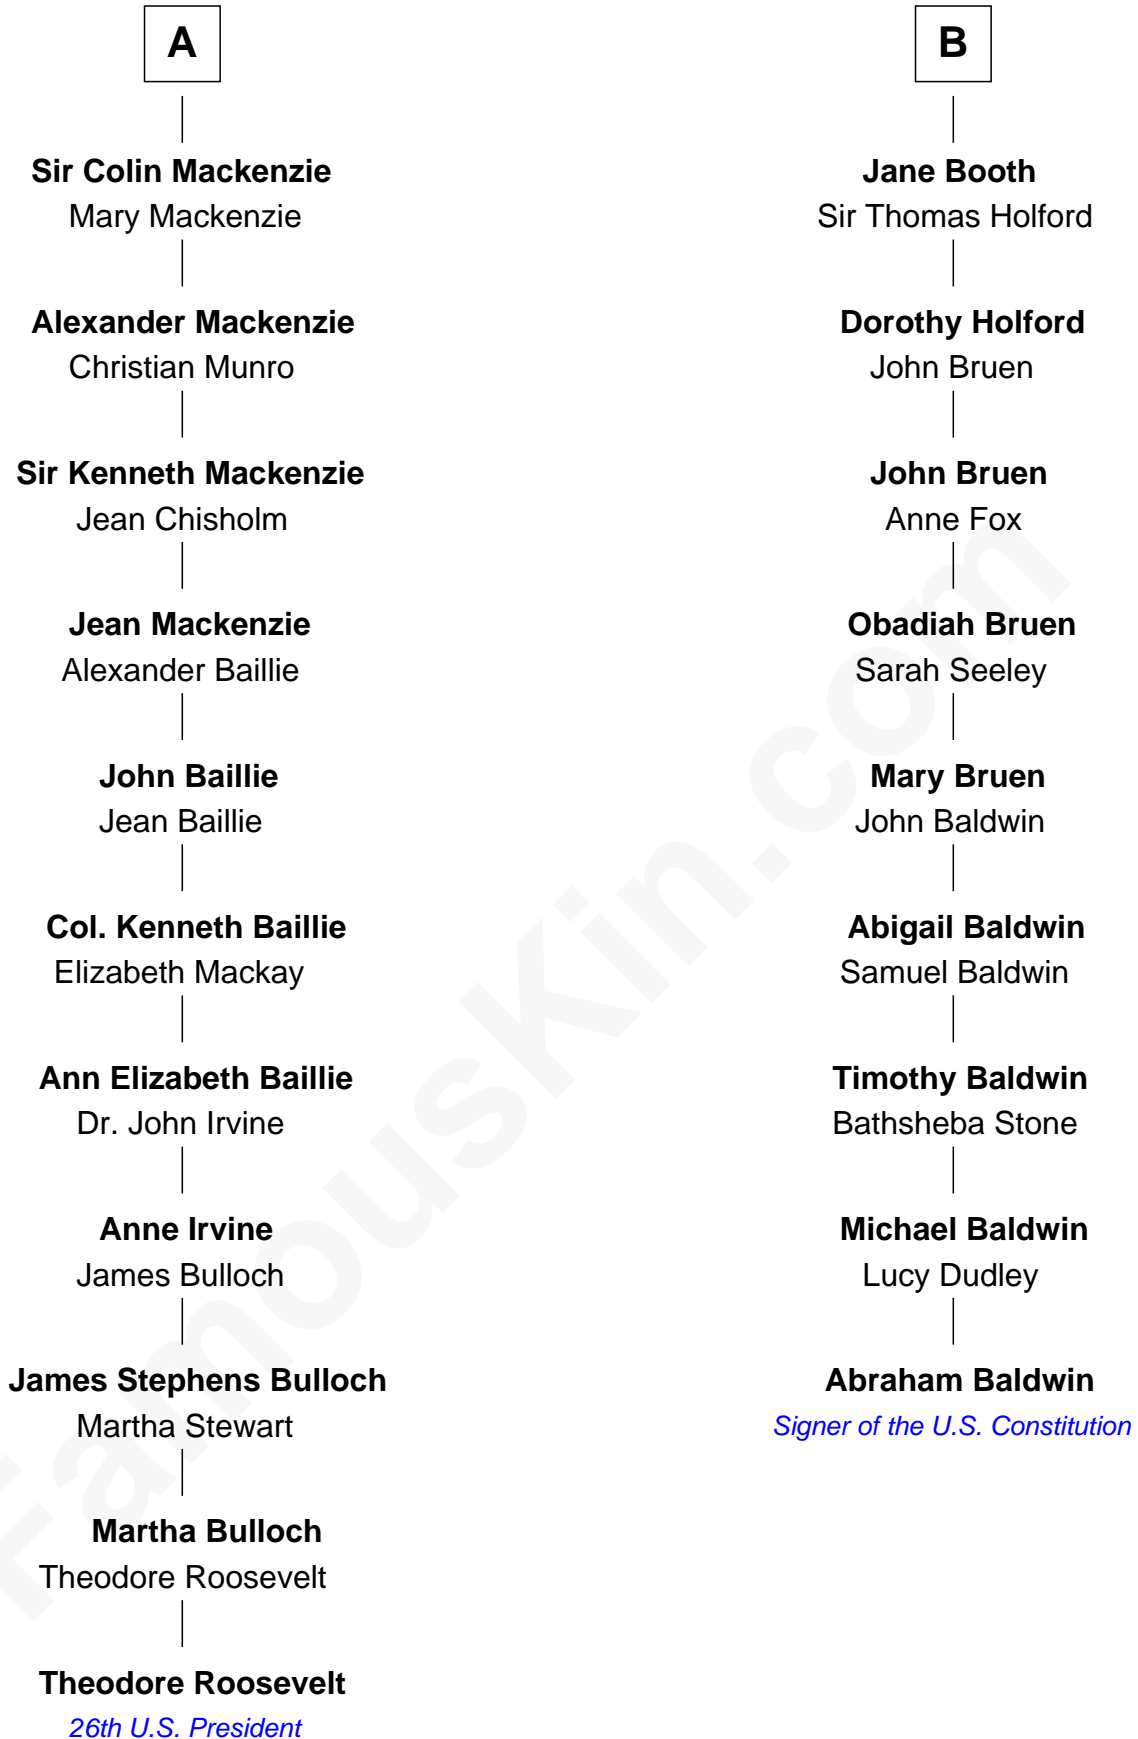 A
Sir Colin Mackenzie
Mary Mackenzie
Alexander Mackenzie
Christian Munro
Sir Kenneth Mackenzie
Jean Chisholm
Jean Mackenzie
Alexander Baillie
John Baillie
Jean Baillie
Col. Kenneth Baillie
Elizabeth Mackay
Ann Elizabeth Baillie
Dr. John Irvine
Anne Irvine
James Bulloch
James Stephens Bulloch
Martha Stewart
Martha Bulloch
Theodore Roosevelt
Theodore Roosevelt
26th U.S. President
B
Jane Booth
Sir Thomas Holford
Dorothy Holford
John Bruen
John Bruen
Anne Fox
Obadiah Bruen
Sarah Seeley
Mary Bruen
John Baldwin
Abigail Baldwin
Samuel Baldwin
Timothy Baldwin
Bathsheba Stone
Michael Baldwin
Lucy Dudley
Abraham Baldwin
Signer of the U.S. Constitution
FamousKin.com